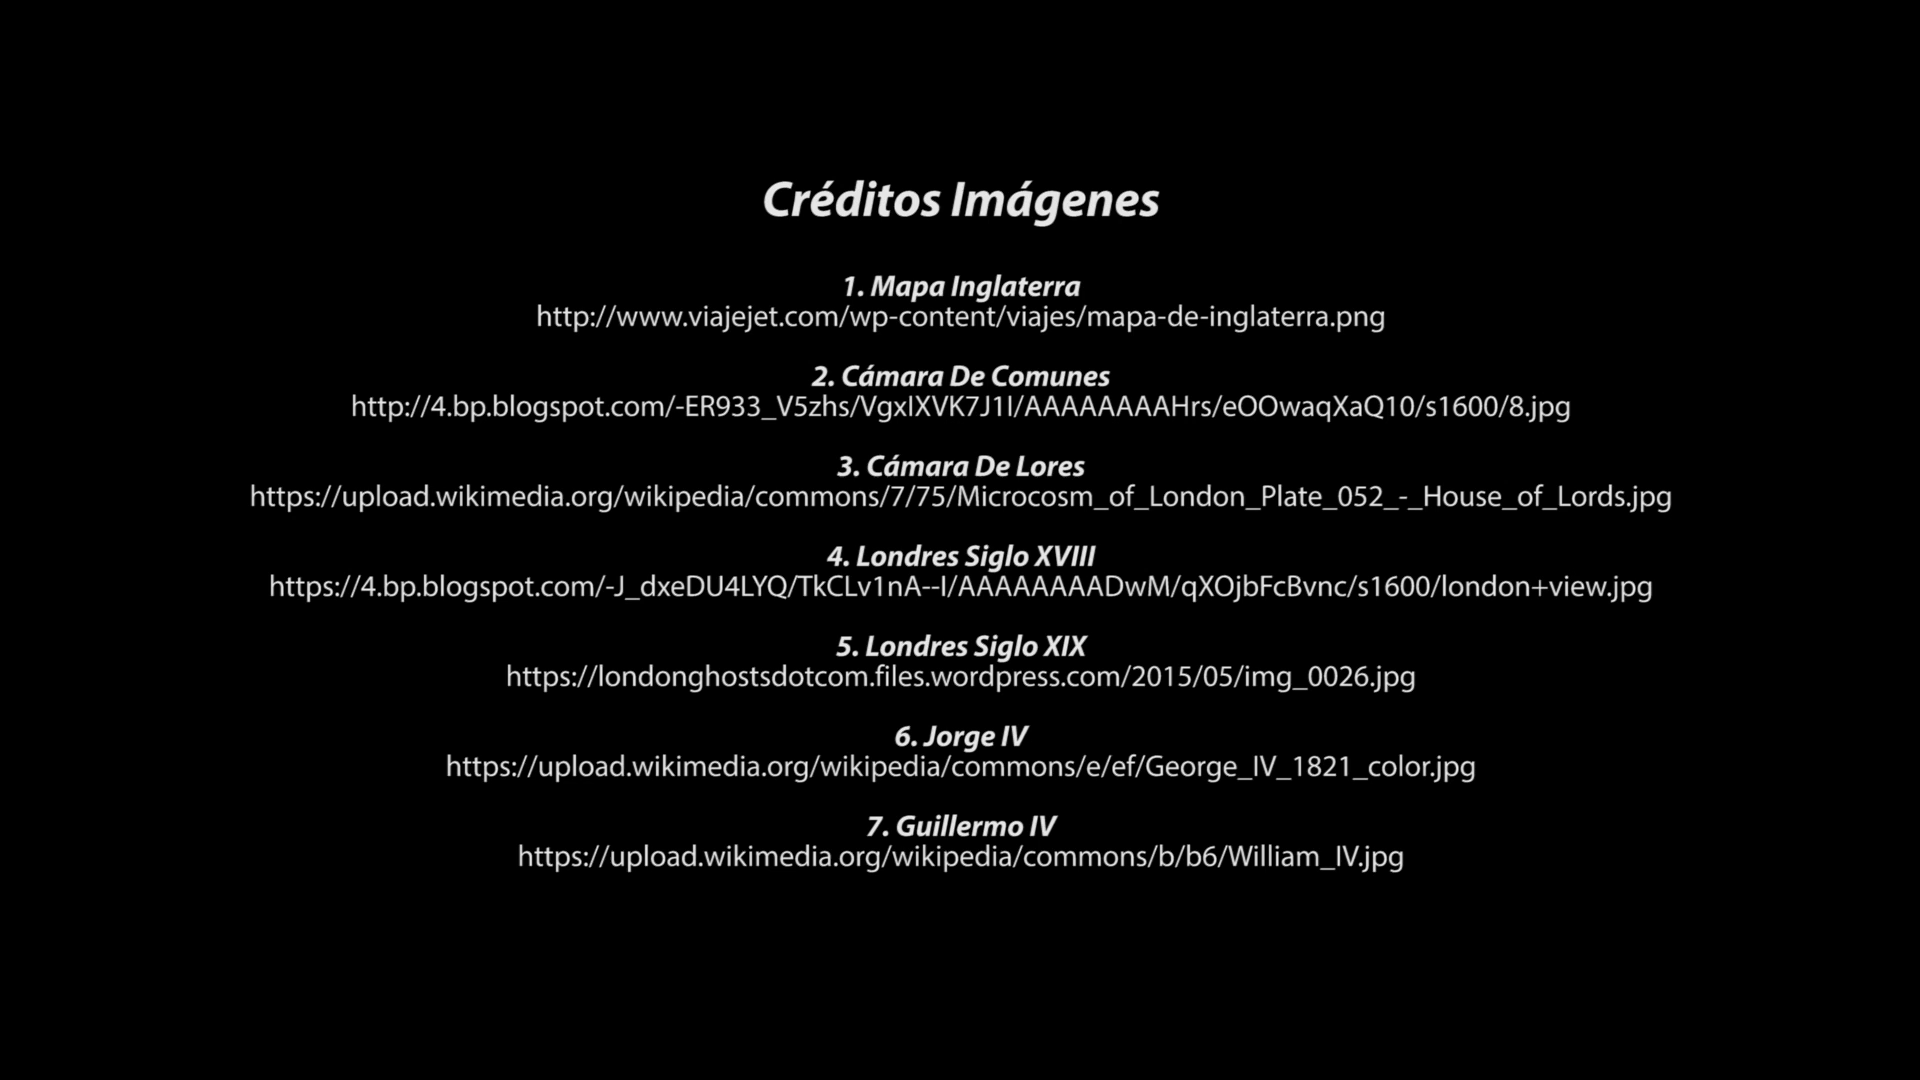 Créditos Imágenes
1. Mapa Inglaterra
http://www.viajejet.com/wp-content/viajes/mapa-de-inglaterra.png
2. Cámara De Comunes
http://4.bp.blogspot.com/-ER933_V5zhs/VgxIXVK7J1I/AAAAAAAAHrs/eOOwaqXaQ10/s1600/8.jpg
3. Cámara De Lores
https://upload.wikimedia.org/wikipedia/commons/7/75/Microcosm_of_London_Plate_052_-_House_of_Lords.jpg
4. Londres Siglo XVIII
https://4.bp.blogspot.com/-J_dxeDU4LYQ/TkCLv1nA--I/AAAAAAAADwM/qXOjbFcBvnc/s1600/london+view.jpg
5. Londres Siglo XIX
https://londonghostsdotcom.files.wordpress.com/2015/05/img_0026.jpg
6. Jorge IV
https://upload.wikimedia.org/wikipedia/commons/e/ef/George_IV_1821_color.jpg
7. Guillermo IV
https://upload.wikimedia.org/wikipedia/commons/b/b6/William_IV.jpg